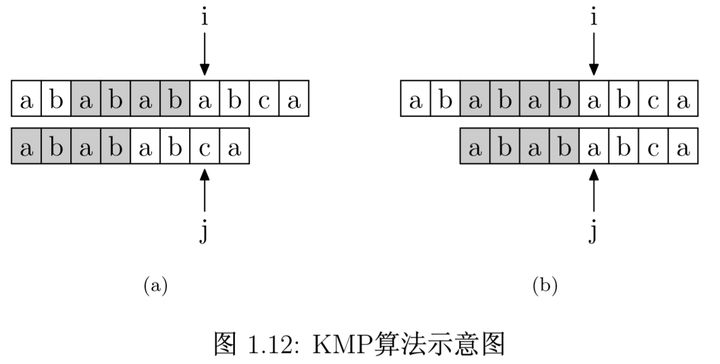 i i
a b a b a b a b c a a b a b a b a b c a
a b a b a b c a a b a b a b c a
j j
(a) (b)
图 1.12: KMP算法示意图